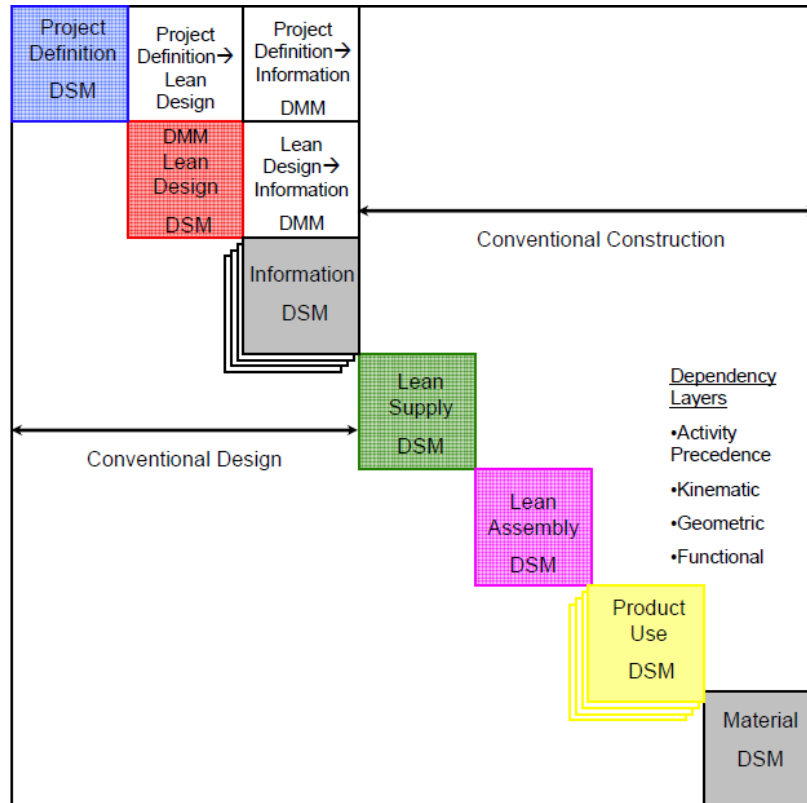 Project
Definition
DSM
Project
Definition→
Lean
Design
DMM
Project
Definition→
Information
DMM
Lean
Design
DSM
Lean
Design→
Information
DMM
Conventional Construction
Information
DSM
Lean
Supply
DSM
Conventional Design
Dependency
Layers
•Activity
Precedence
•Kinematic
•Geometric
•Functional
Lean
Assembly
DSM
Product
Use
DSM
Material
DSM